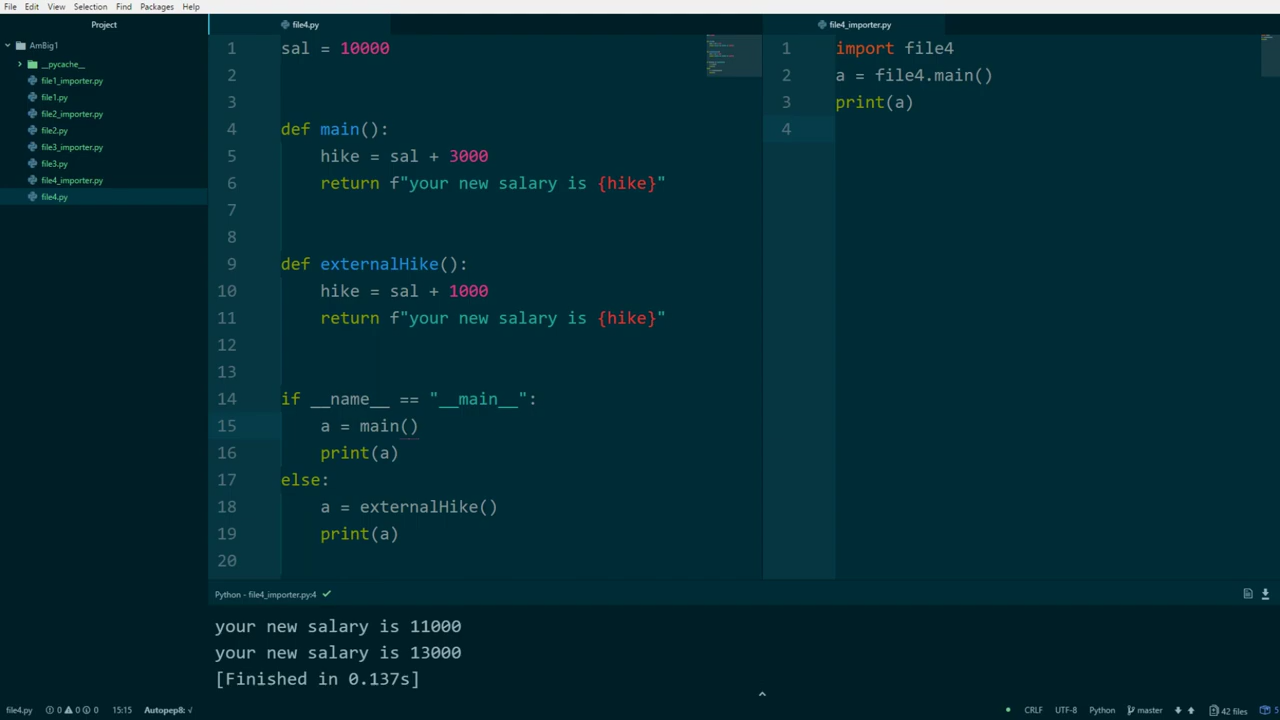 File Edit View Selection Find Packages Help
Project
AmBig1
__pycache__
file1_importer.py
file1.py
file2_importer.py
file2.py
file3_importer.py
file3.py
file4_importer.py
file4.py
file4.py
1 sal = 10000
2
3
4 def main():
5 hike = sal + 3000
6 return f"your new salary is {hike}"
7
8
9 def externalHike():
10 hike = sal + 1000
11 return f"your new salary is {hike}"
12
13
14 if __name__ == "__main__":
15 a = main()
16 print(a)
17 else:
18 a = externalHike()
19 print(a)
20
file4_importer.py
1 import file4
2 a = file4.main()
3 print(a)
4
Python - file4_importer.py:4
your new salary is 11000
your new salary is 13000
[Finished in 0.137s]
file4.py 0 0 0 15:15 Autopep8: √ CRLF UTF-8 Python master 42 files 5